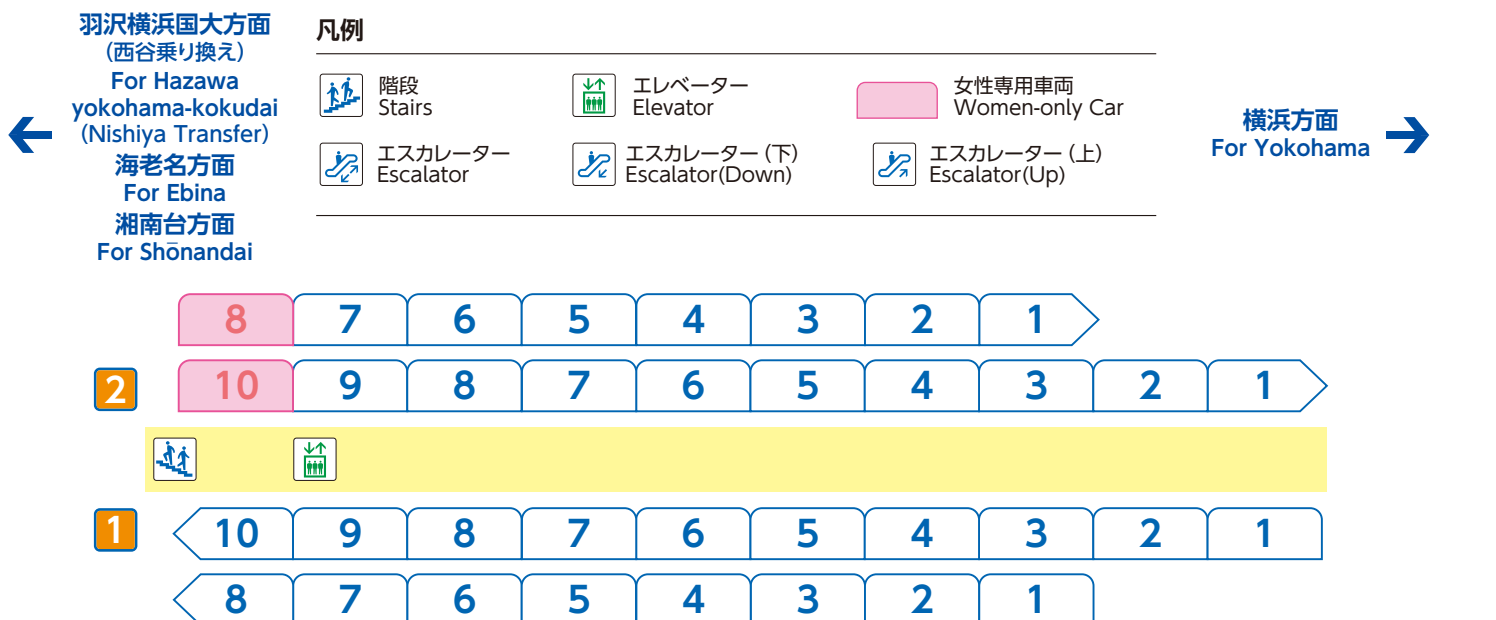 羽沢横浜国大方面
(西谷乗り換え)
For Hazawa
yokohama-kokudai
(Nishiya Transfer)
海老名方面
For Ebina
湘南台方面
For Shōnandai
凡例
階段
Stairs
エレベーター
Elevator
女性専用車両
Women-only Car
エスカレーター
Escalator
エスカレーター(下)
Escalator(Down)
エスカレーター(上)
Escalator(Up)
横浜方面
For Yokohama
8 7 6 5 4 3 2 1
2 10 9 8 7 6 5 4 3 2 1
1 10 9 8 7 6 5 4 3 2 1
8 7 6 5 4 3 2 1